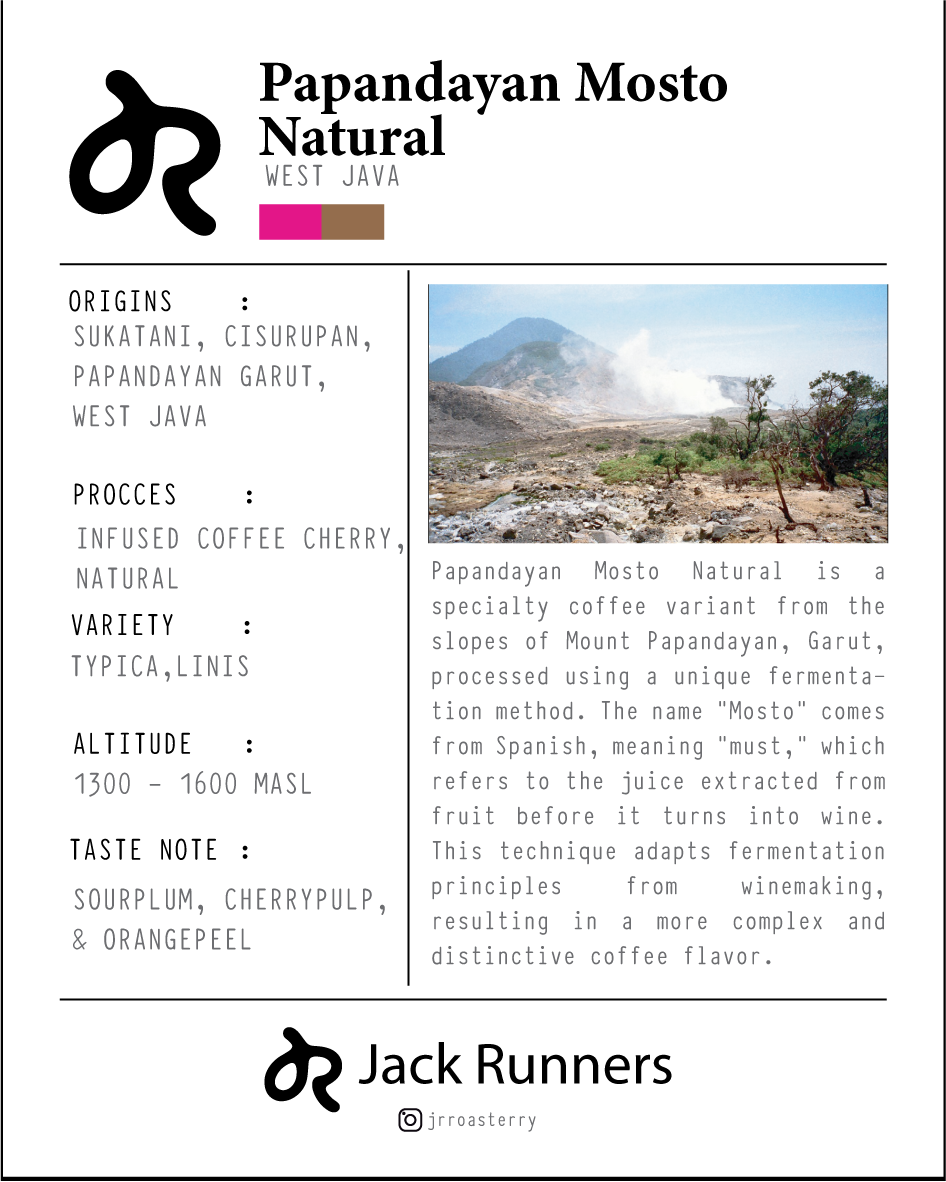 Papandayan Mosto
Natural
WEST JAVA
ORIGINS :
SUKATANI, CISURUPAN,
PAPANDAYAN GARUT,
WEST JAVA
PROCCES :
INFUSED COFFEE CHERRY,
NATURAL
VARIETY :
TYPICA,LINIS
ALTITUDE :
1300 - 1600 MASL
TASTE NOTE :
SOURPLUM, CHERRYPULP,
& ORANGEPEEL
Papandayan Mosto Natural is a
specialty coffee variant from the
slopes of Mount Papandayan, Garut,
processed using a unique fermenta-
tion method. The name "Mosto" comes
from Spanish, meaning "must," which
refers to the juice extracted from
fruit before it turns into wine.
This technique adapts fermentation
principles from winemaking,
resulting in a more complex and
distinctive coffee flavor.
Jack Runners
jrroasterry